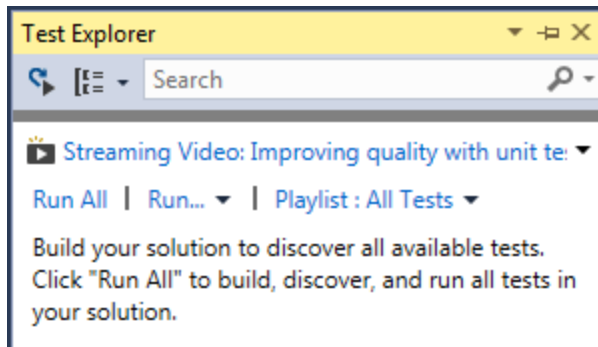 Test Explorer
Search
Streaming Video: Improving quality with unit te
Run All | Run... | Playlist : All Tests
Build your solution to discover all available tests.
Click "Run All" to build, discover, and run all tests in
your solution.